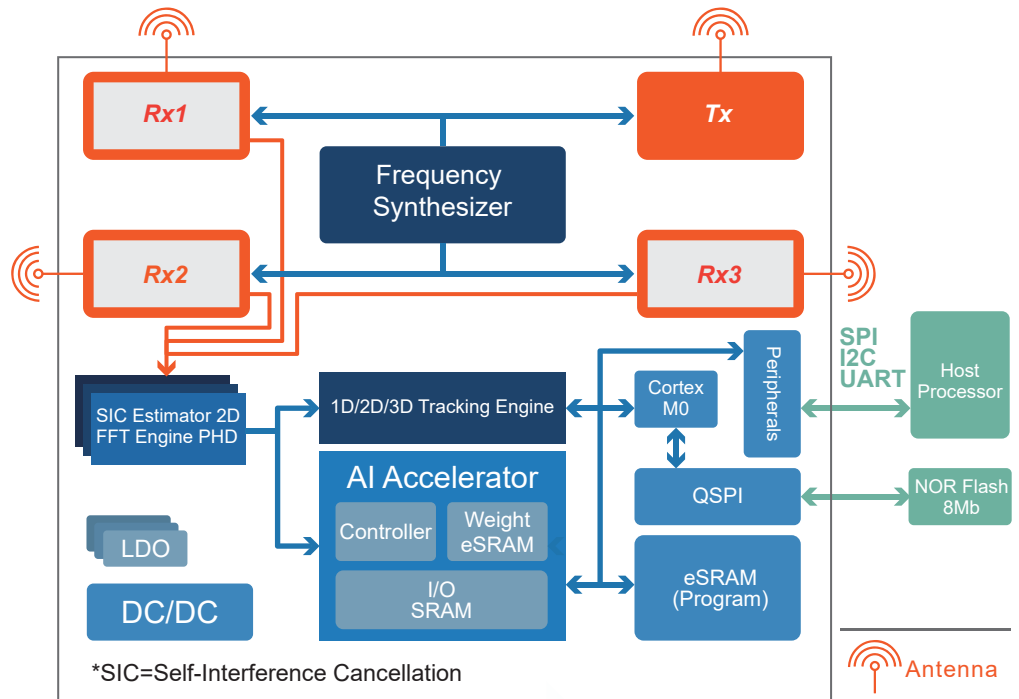 Rx1
Tx
Frequency
Synthesizer
Rx2
Rx3
SPI
I2C
UART
Host
Processor
Peripherals
Cortex
M0
1D/2D/3D Tracking Engine
SIC Estimator 2D
FFT Engine PHD
AI Accelerator
Controller
Weight
eSRAM
I/O
SRAM
QSPI
NOR Flash
8Mb
eSRAM
(Program)
LDO
DC/DC
*SIC=Self-Interference Cancellation
Antenna